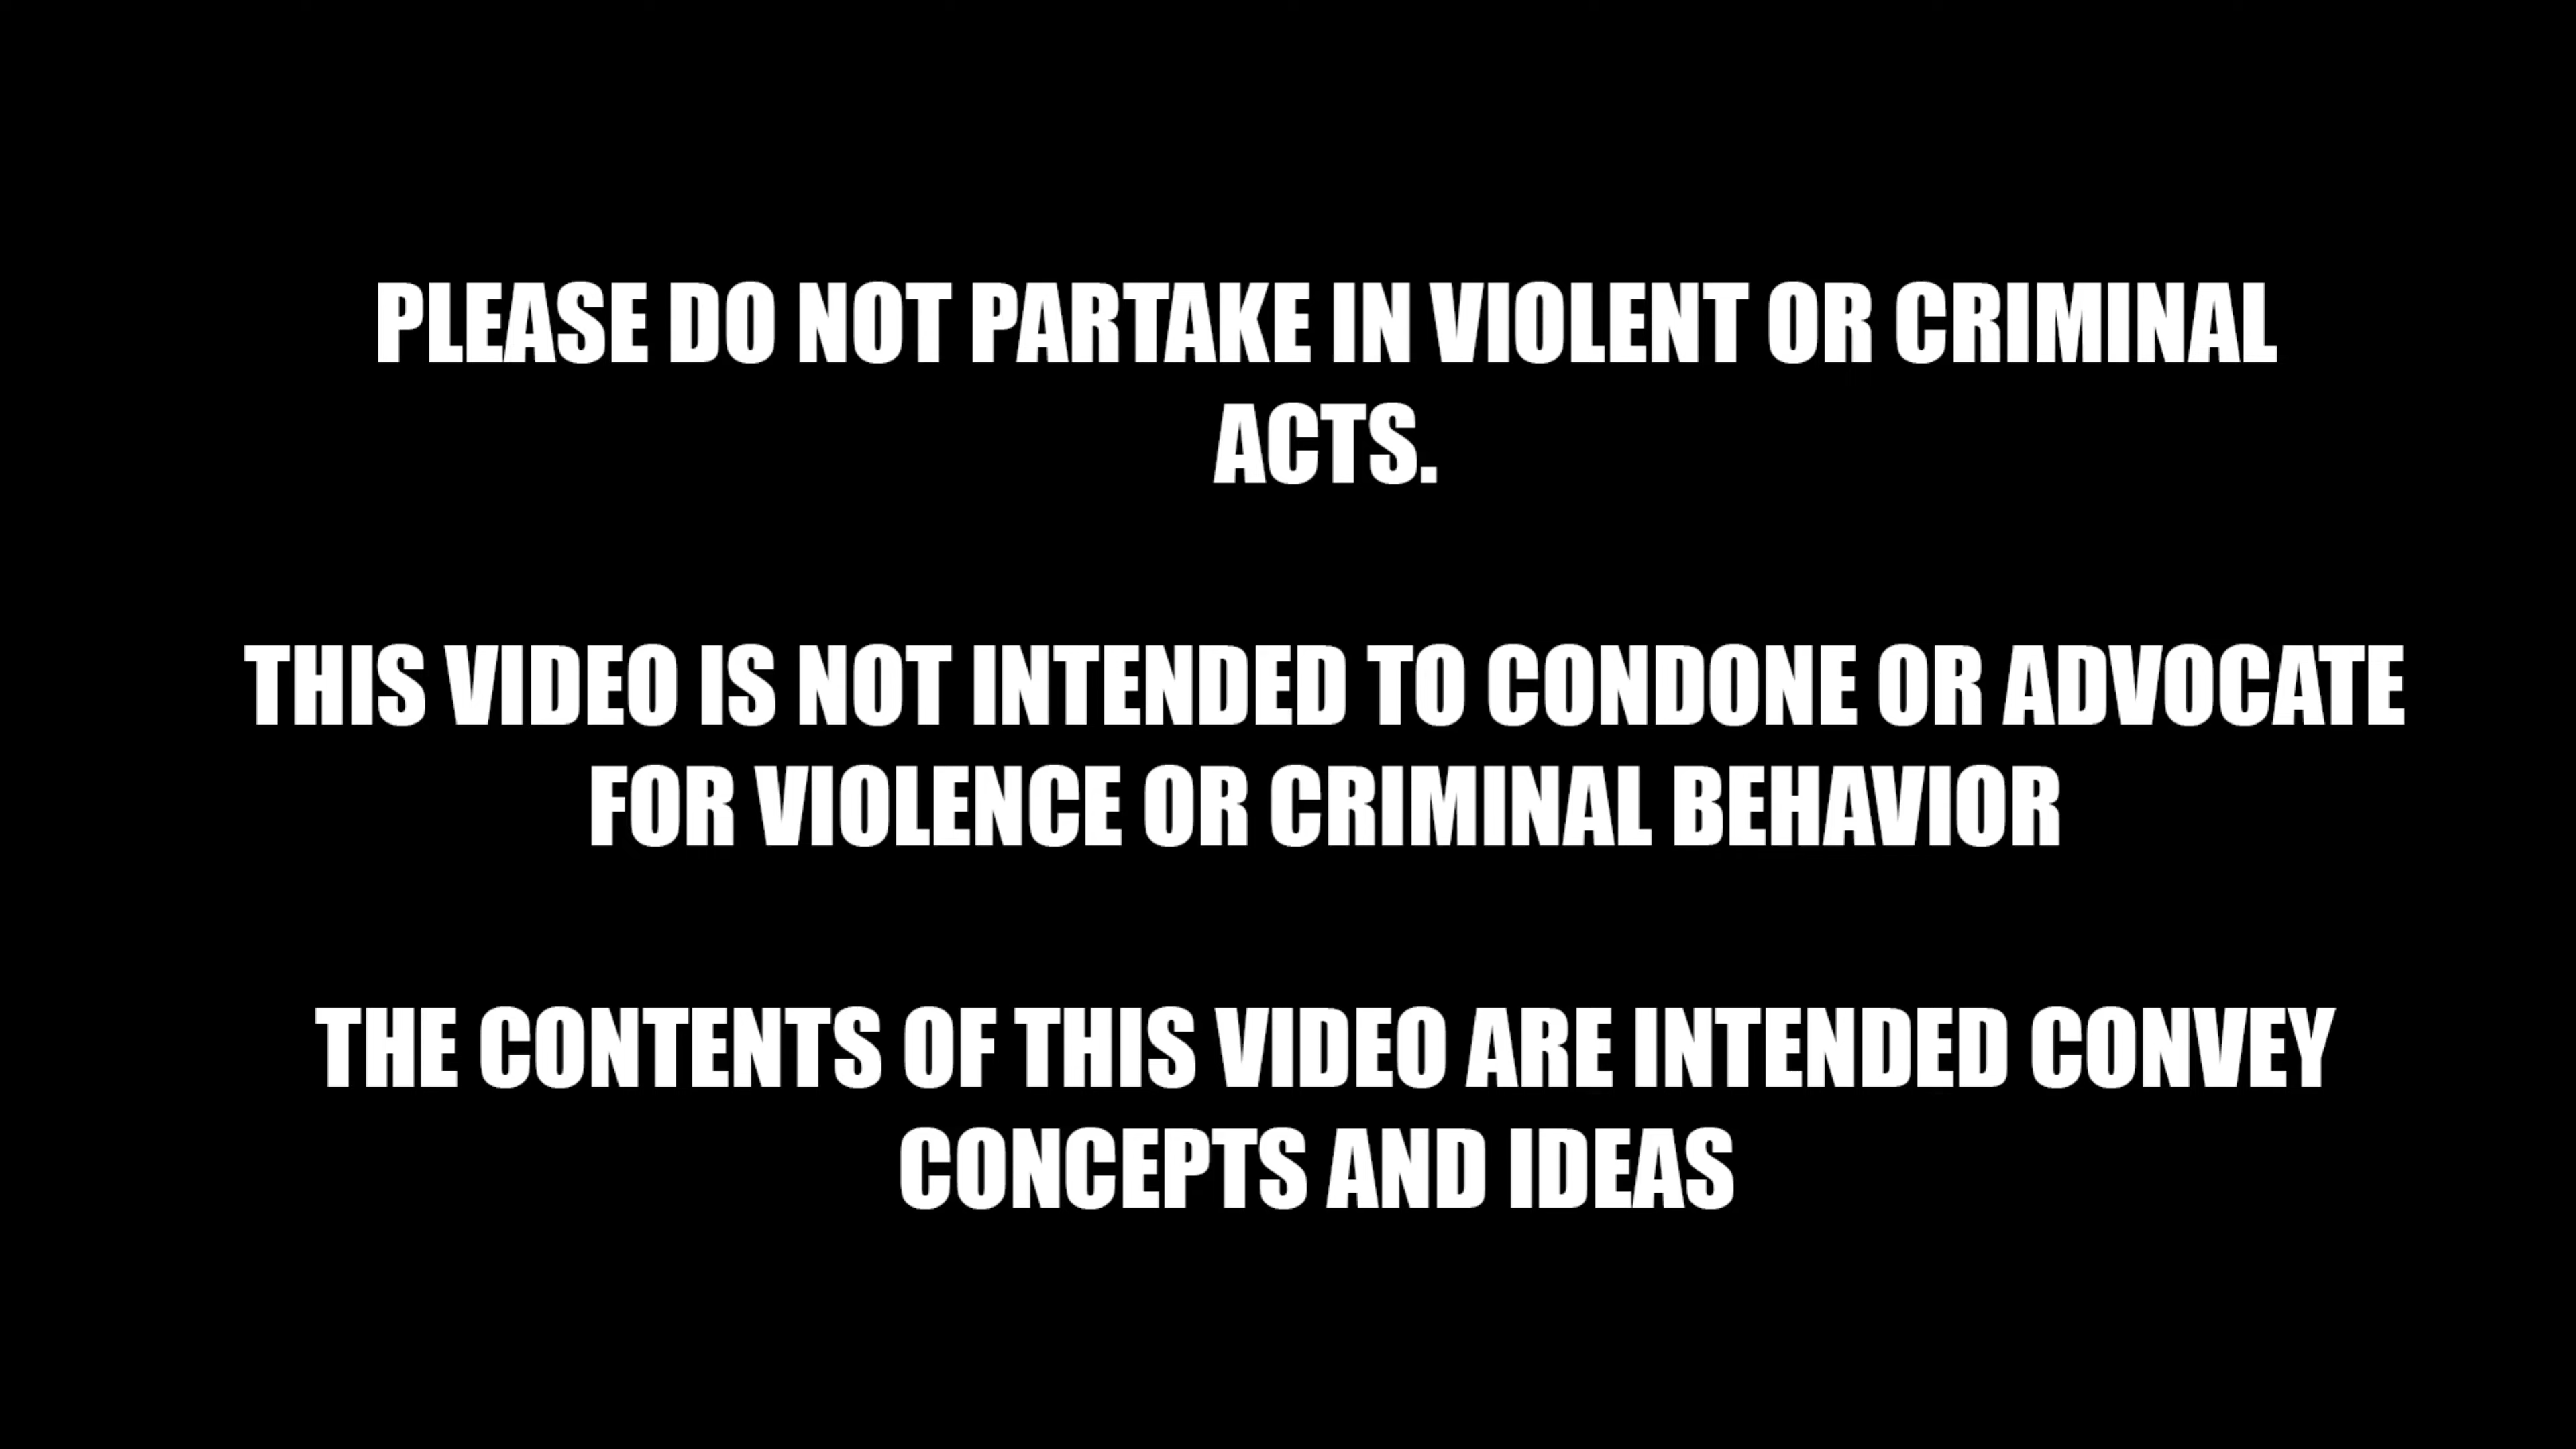 PLEASE DO NOT PARTAKE IN VIOLENT OR CRIMINAL
ACTS.
THIS VIDEO IS NOT INTENDED TO CONDONE OR ADVOCATE
FOR VIOLENCE OR CRIMINAL BEHAVIOR
THE CONTENTS OF THIS VIDEO ARE INTENDED CONVEY
CONCEPTS AND IDEAS